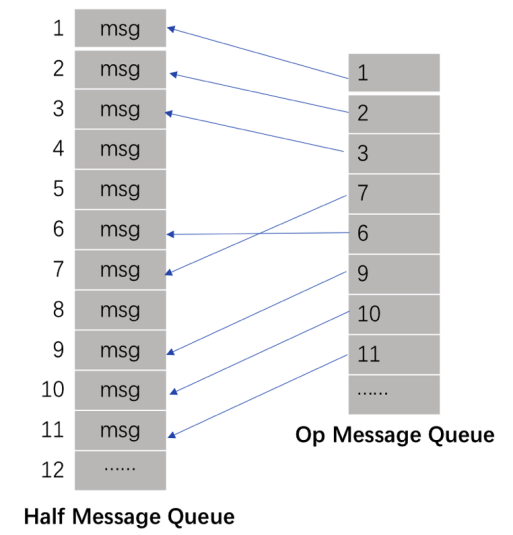 1 msg
2 msg
3 msg
4 msg
5 msg
6 msg
7 msg
8 msg
9 msg
10 msg
11 msg
12 ······
Half Message Queue
1
2
3
7
6
9
10
11
······
Op Message Queue